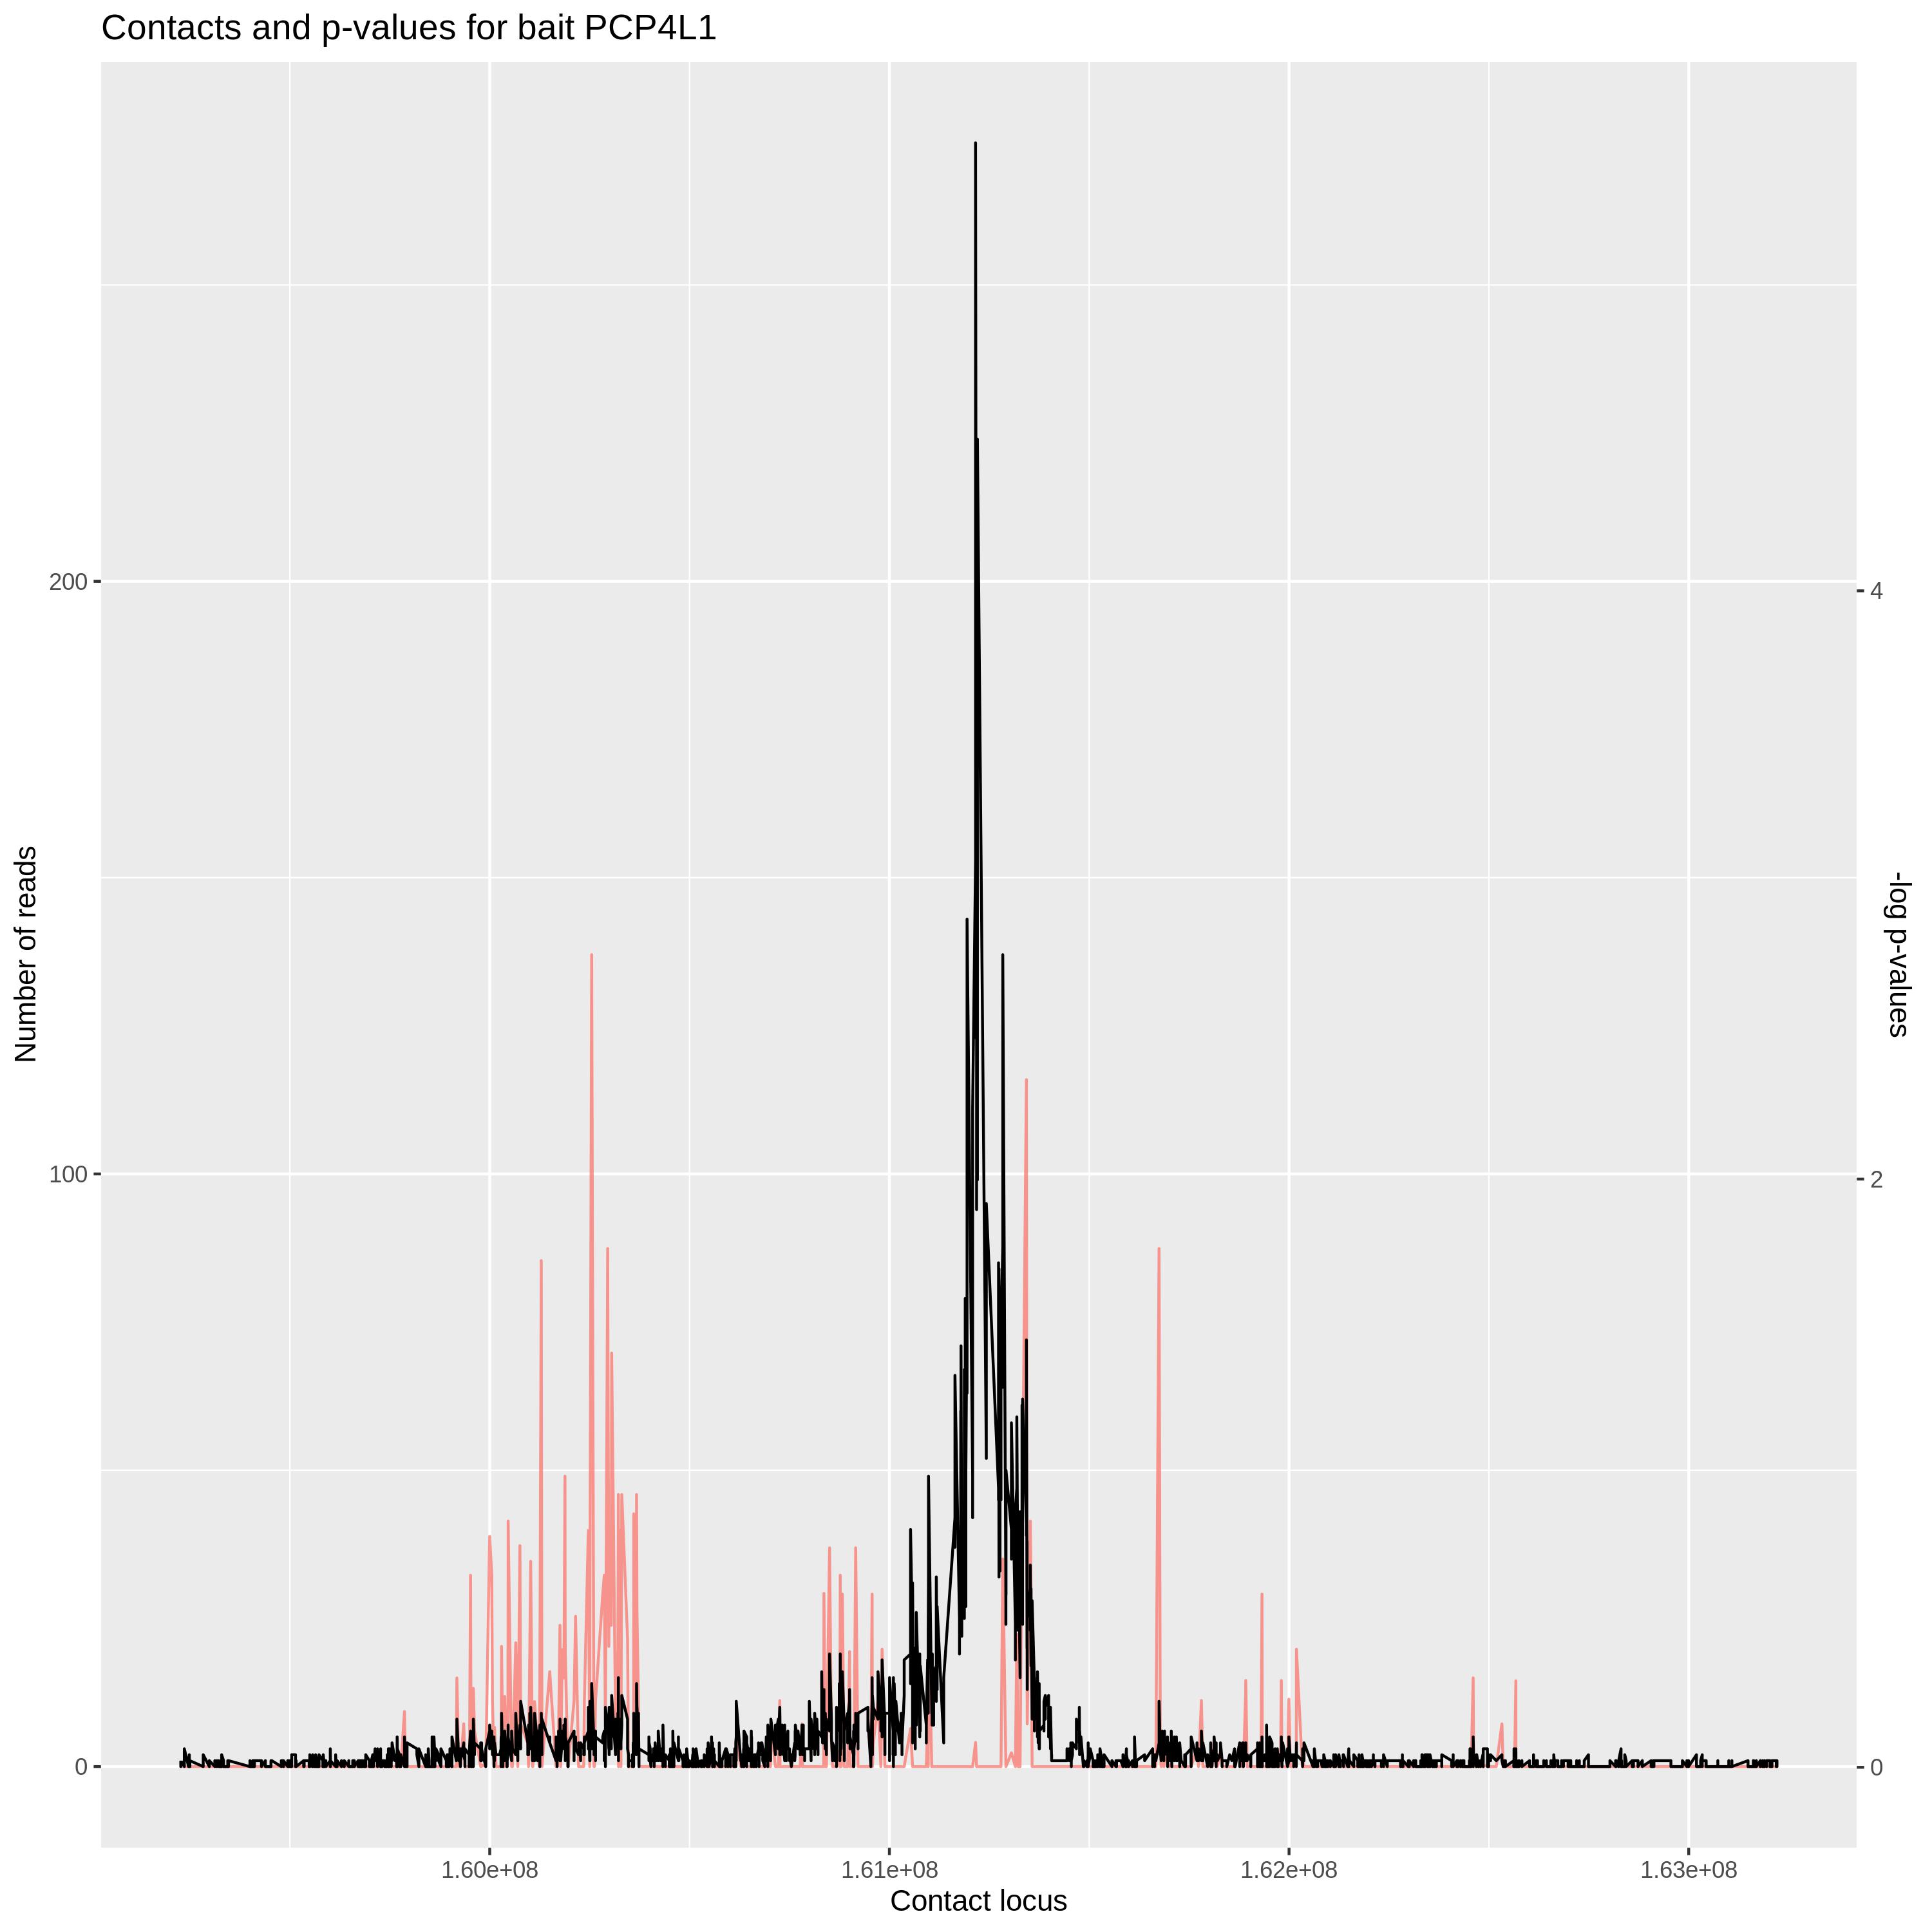 Contacts and p-values for bait PCP4L1
Number of reads
200
100
0
-log p-values
4
2
0
1.60e+08
1.61e+08
1.62e+08
1.63e+08
Contact locus